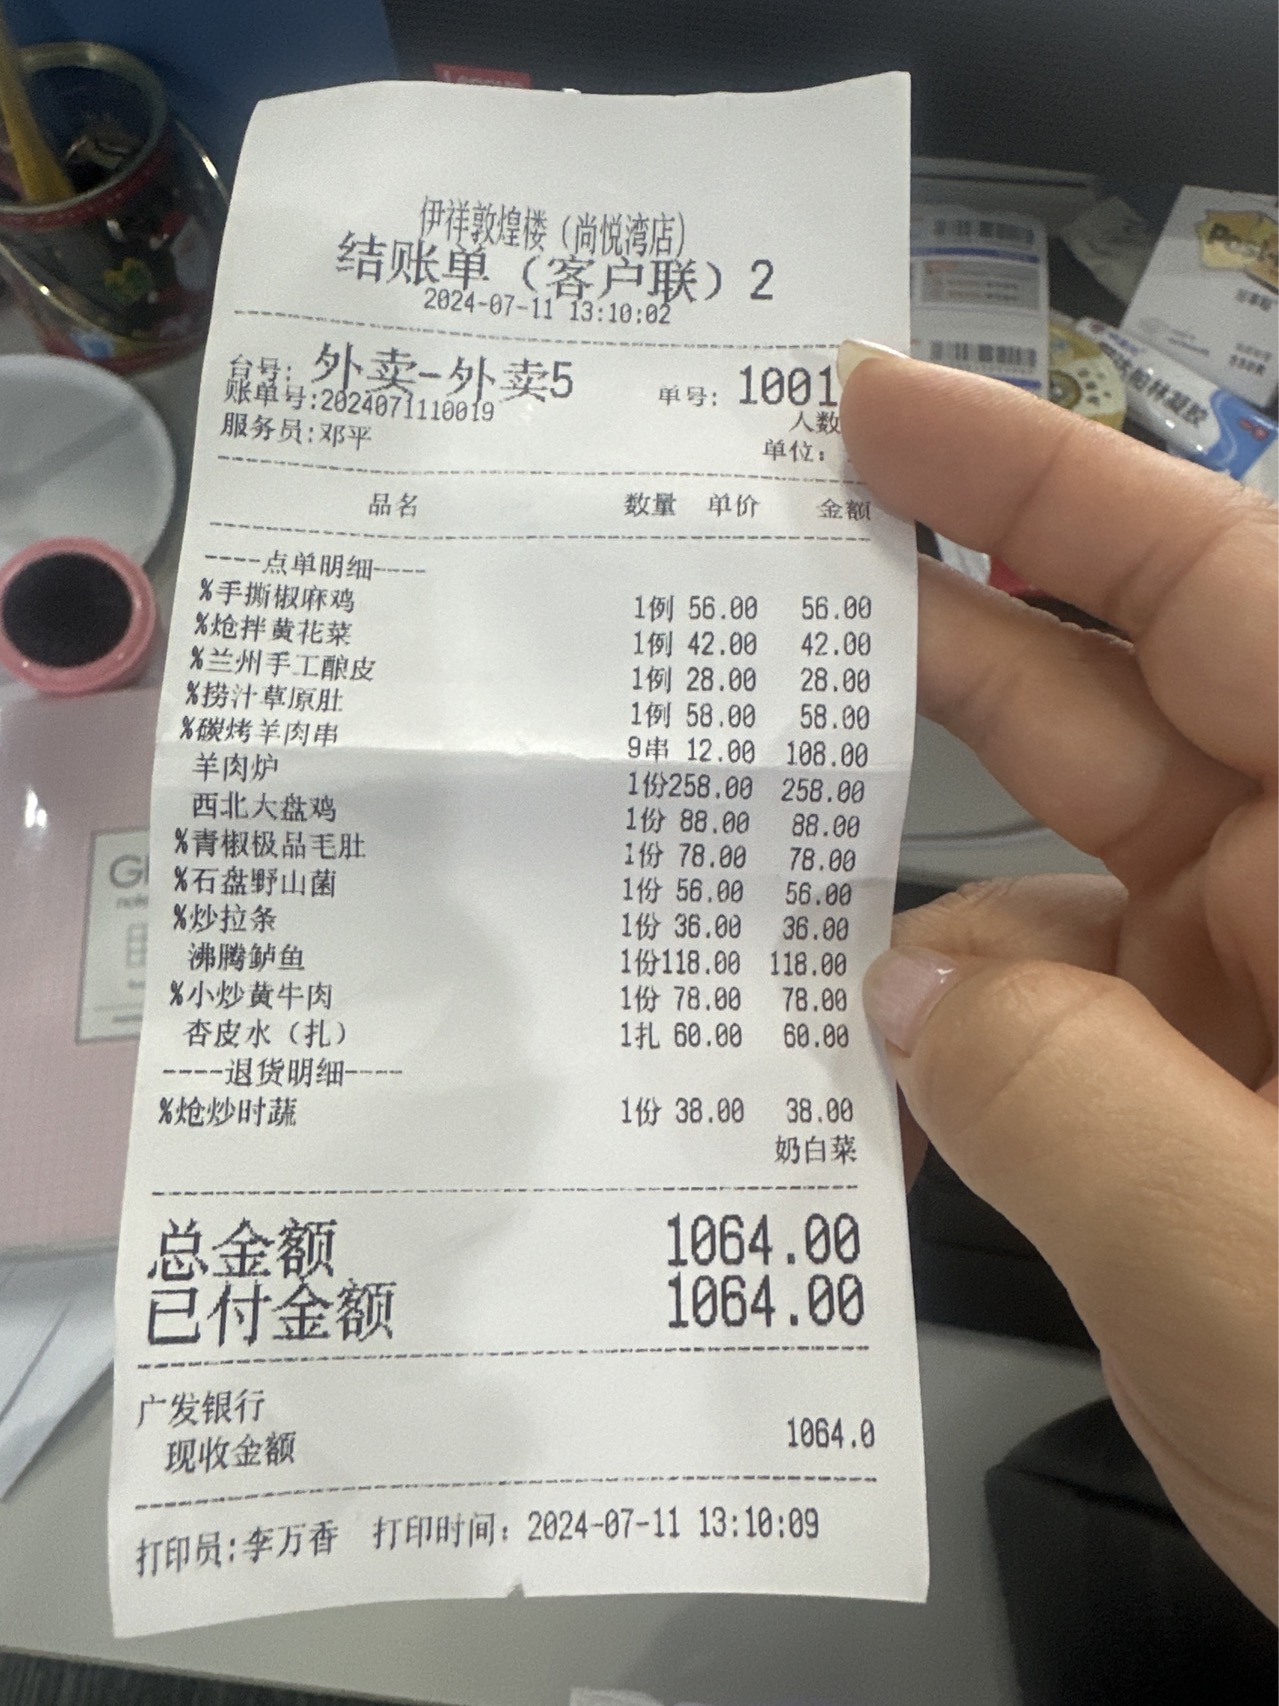 伊祥敦煌楼（尚悦湾店）
结账单（客户联）2
2024-07-11 13:10:02
台号：外卖-外卖5 单号：1001
账单号:2024071110019 人数
服务员:邓平 单位：
品名 数量 单价 金额
----点单明细----
%手撕椒麻鸡 1例 56.00 56.00
%炝拌黄花菜 1例 42.00 42.00
%兰州手工酿皮 1例 28.00 28.00
%捞汁草原肚 1例 58.00 58.00
%碳烤羊肉串 9串 12.00 108.00
羊肉炉 1份258.00 258.00
西北大盘鸡 1份 88.00 88.00
%青椒极品毛肚 1份 78.00 78.00
%石盘野山菌 1份 56.00 56.00
%炒拉条 1份 36.00 36.00
沸腾鲈鱼 1份118.00 118.00
%小炒黄牛肉 1份 78.00 78.00
杏皮水（扎） 1扎 60.00 60.00
----退货明细----
%炝炒时蔬 1份 38.00 38.00
奶白菜
总金额 1064.00
已付金额 1064.00
广发银行
现收金额 1064.0
打印员:李万香 打印时间：2024-07-11 13:10:09